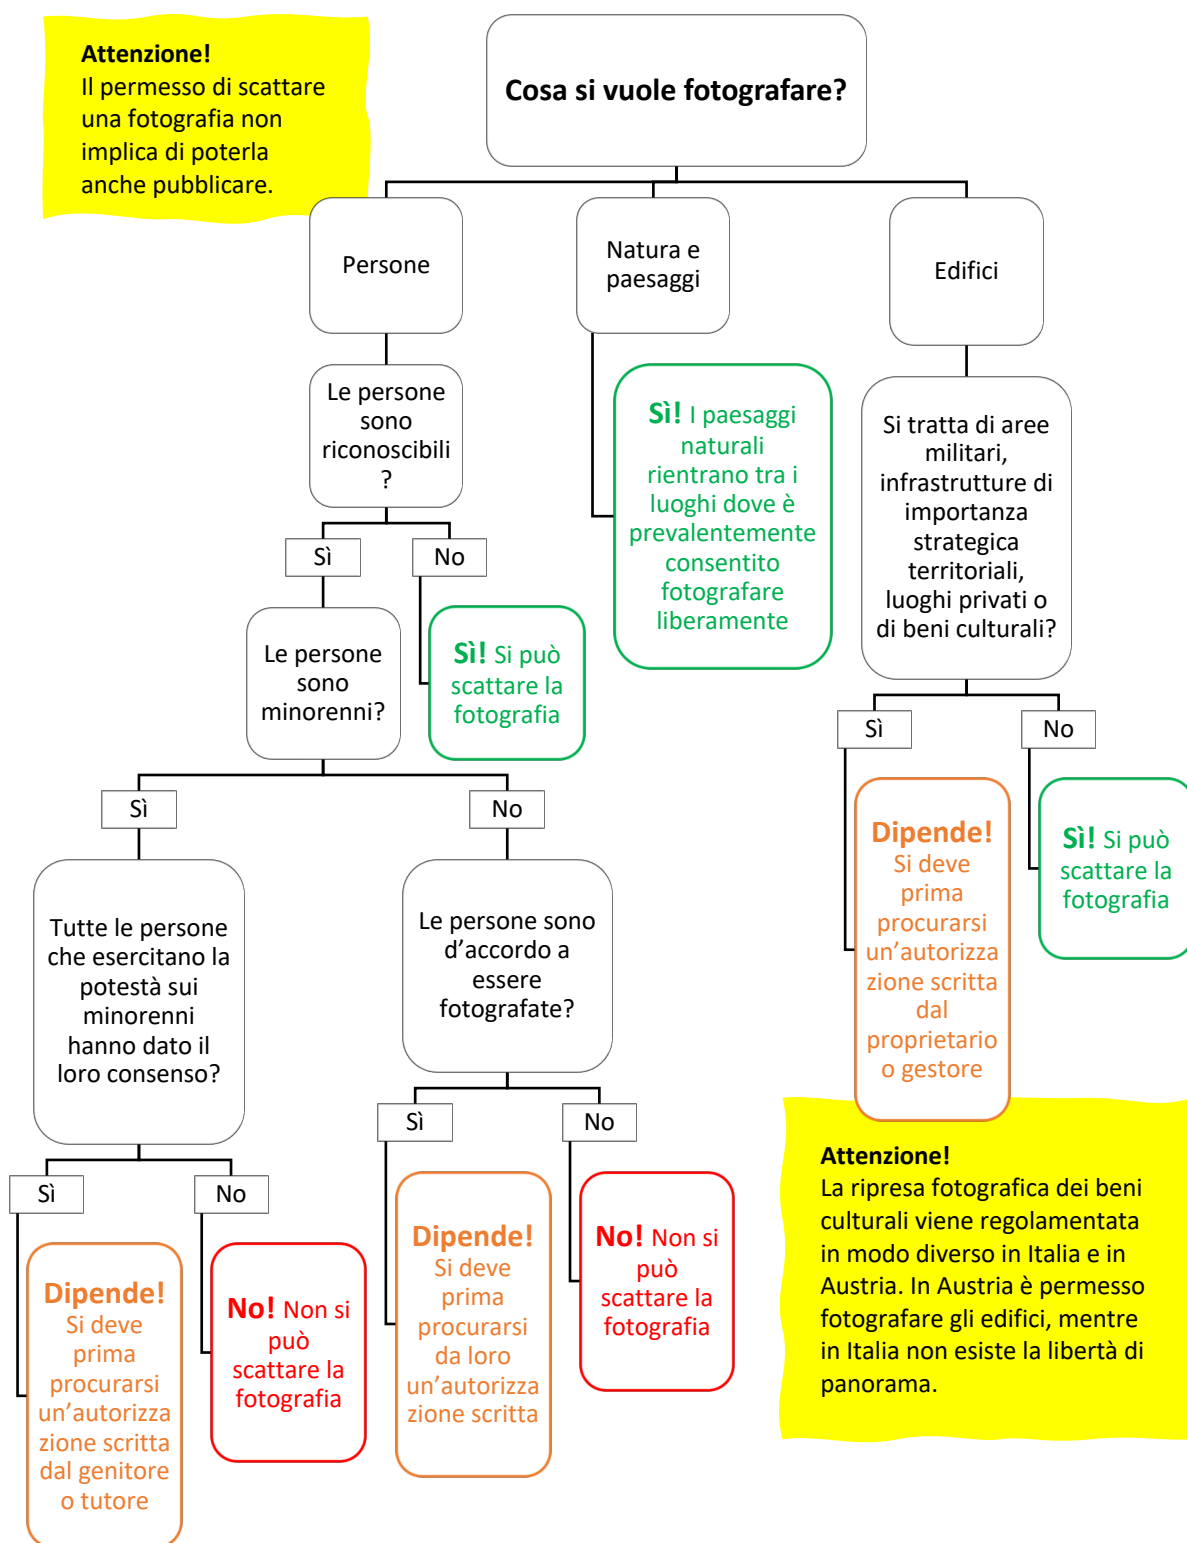 Attenzione!
Il permesso di scattare
una fotografia non
implica di poterla
anche pubblicare.
Cosa si vuole fotografare?
Persone
Natura e
paesaggi
Edifici
Le persone
sono
riconoscibili
?
Sì! I paesaggi
naturali
rientrano tra i
luoghi dove è
prevalentemente
consentito
fotografare
liberamente
Si tratta di aree
militari,
infrastrutture di
importanza
strategica
territoriali,
luoghi privati o
di beni culturali?
Sì
No
Le persone
sono
minorenni?
Sì! Si può
scattare la
fotografia
Sì
No
Sì
No
Dipende!
Si deve
prima
procurarsi
un’autorizza
zione scritta
dal
proprietario
o gestore
Sì! Si può
scattare la
fotografia
Tutte le persone
che esercitano la
potestà sui
minorenni
hanno dato il
loro consenso?
Le persone sono
d’accordo a
essere
fotografate?
Sì
No
Sì
No
Dipende!
Si deve
prima
procurarsi
un’autorizza
zione scritta
dal genitore
o tutore
No! Non si
può
scattare la
fotografia
Dipende!
Si deve
prima
procurarsi
da loro
un’autorizza
zione scritta
No! Non si
può
scattare la
fotografia
Attenzione!
La ripresa fotografica dei beni
culturali viene regolamentata
in modo diverso in Italia e in
Austria. In Austria è permesso
fotografare gli edifici, mentre
in Italia non esiste la libertà di
panorama.